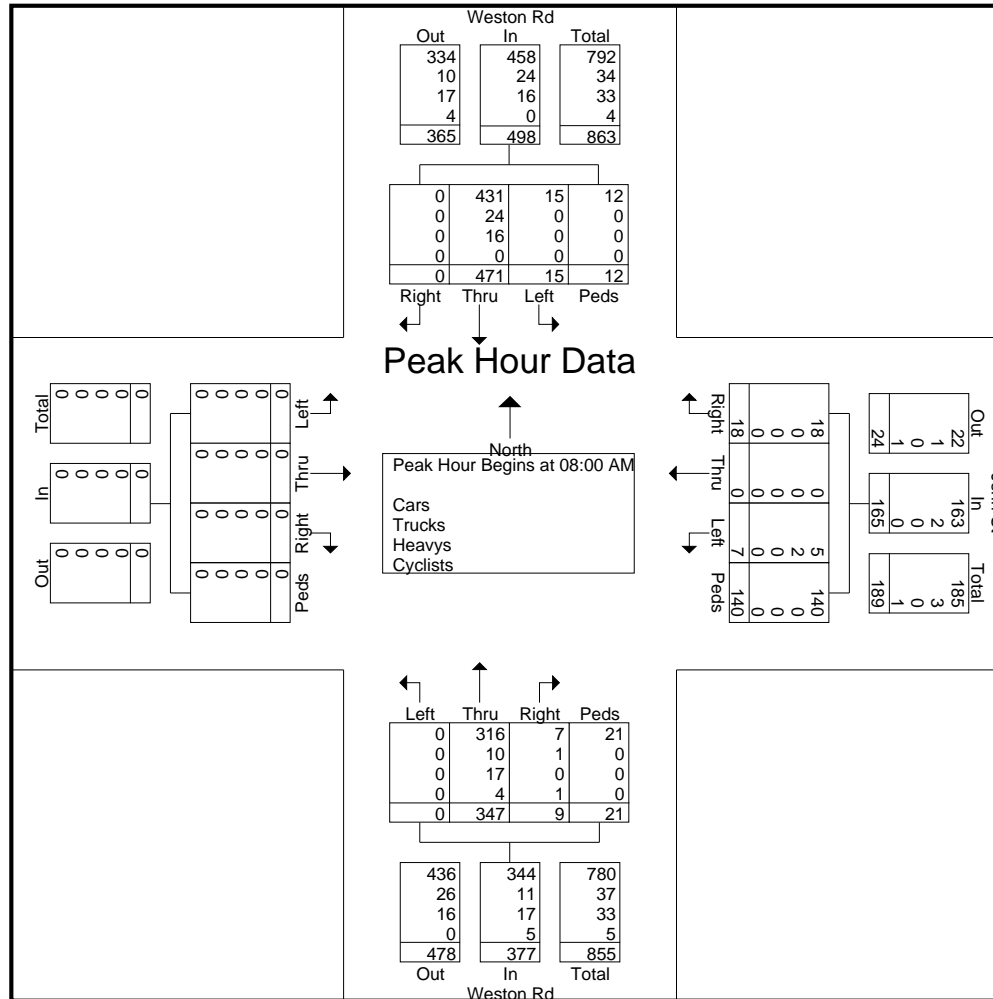 Weston Rd
Out In Total
334 458 792
10 24 34
17 16 33
4 0 4
365 498 863
0 431 15 12
0 24 0 0
0 16 0 0
0 0 0 0
0 471 15 12
Right Thru Left Peds
Peak Hour Data
North
Peak Hour Begins at 08:00 AM
Cars
Trucks
Heavys
Cyclists
Total
0 0 0 0 0
In
0 0 0 0 0
Out
0 0 0 0 0
Left
0 0 0 0 0
Thru
0 0 0 0 0
Right
0 0 0 0 0
Peds
0 0 0 0 0
Right
18 0 0 0 18
Thru
0 0 0 0 0
Left
5 2 0 0 7
Peds
140 0 0 0 140
Out
22 1 0 1 24
In
163 2 0 0 165
Total
185 3 0 1 189
Left Thru Right Peds
0 316 7 21
0 10 1 0
0 17 0 0
0 4 1 0
0 347 9 21
436 344 780
26 11 37
16 17 33
0 5 5
478 377 855
Out In Total
Weston Rd